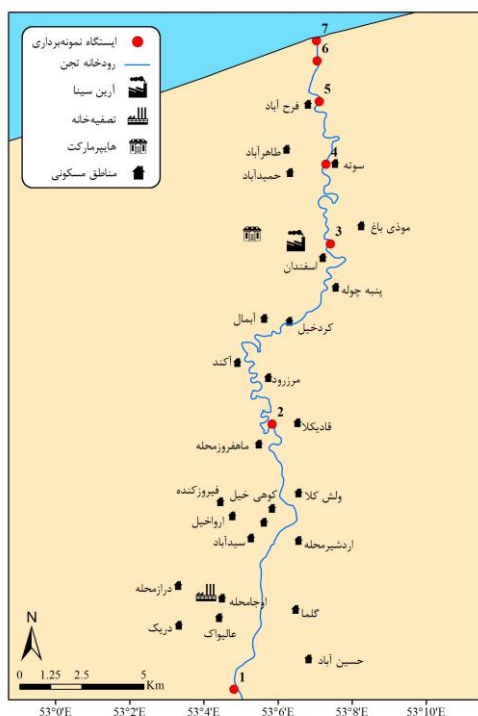 ایستگاه نمونه‌برداری
رودخانه تجن
آرین سینا
تصفیه‌خانه
هایپرمارکت
مناطق مسکونی
7
6
5
فرح آباد
طاهرآباد
4
سوته
حمیدآباد
موذی باغ
3
اسفندان
پنبه چوله
آبمال
کردخیل
آکند
مرزرود
2
قادیکلا
ماهفروزمحله
ولش کلا
فیروزکنده
کوهی خیل
ارواخیل
سیدآباد
اردشیرمحله
درازمحله
اوجامحله
گلما
عالیواک
دریک
حسین آباد
N
1
0 1.25 2.5 5
Km
53°0'E 53°2'E 53°4'E 53°6'E 53°8'E 53°10'E